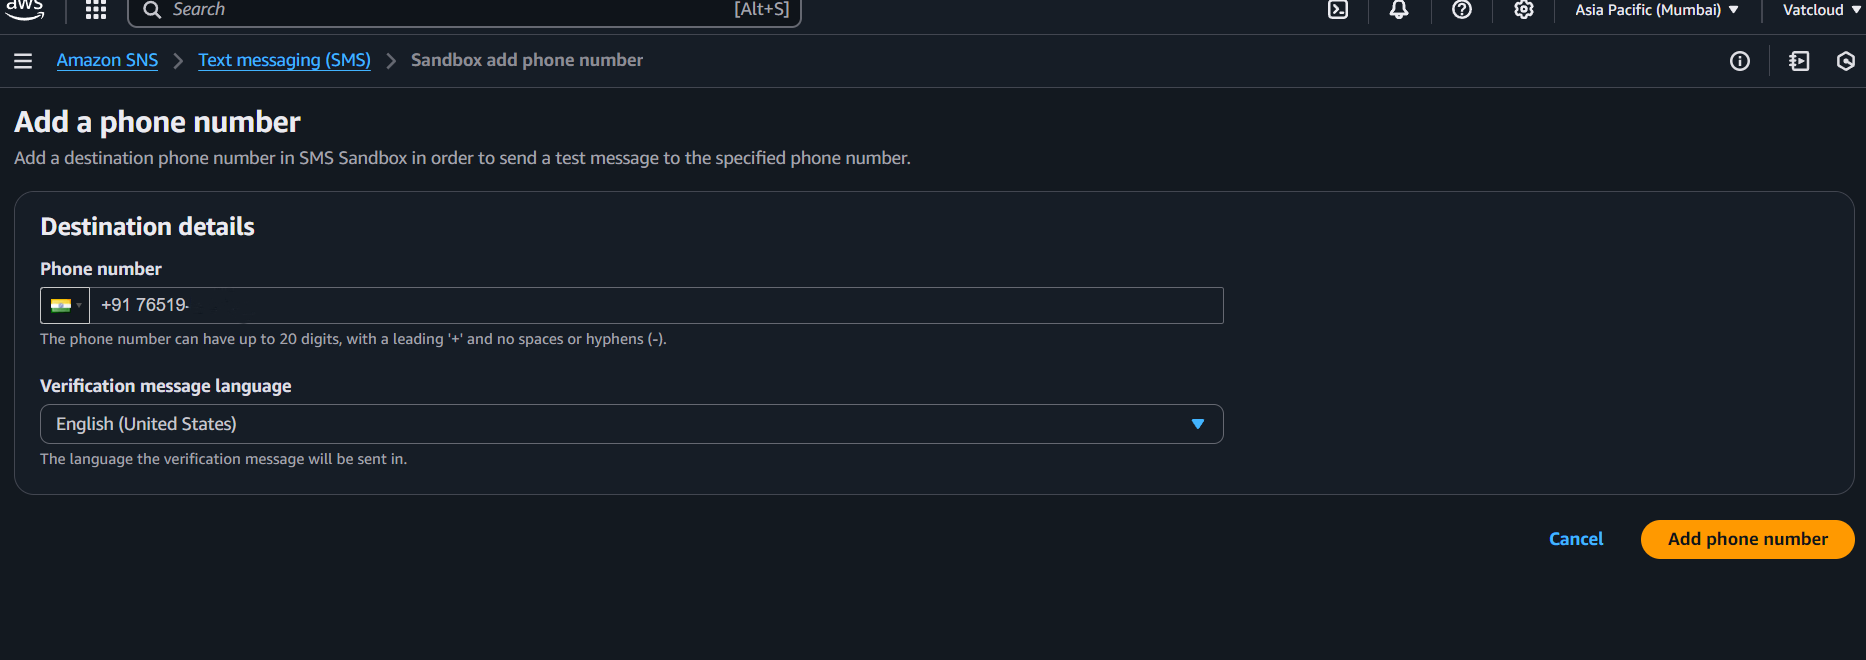 aws Search [Alt+S] Asia Pacific (Mumbai) Vatcloud
Amazon SNS Text messaging (SMS) Sandbox add phone number
Add a phone number
Add a destination phone number in SMS Sandbox in order to send a test message to the specified phone number.
Destination details
Phone number
+91 76519
The phone number can have up to 20 digits, with a leading '+' and no spaces or hyphens (-).
Verification message language
English (United States)
The language the verification message will be sent in.
Cancel Add phone number